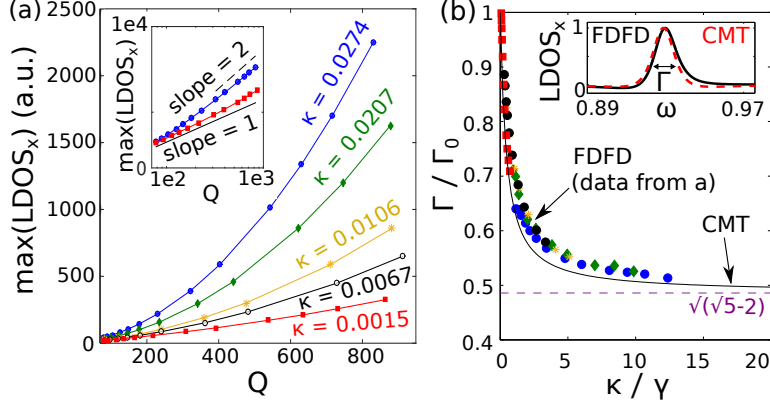 (a)
max(LDOSₓ) (a.u.)
2500
2000
1500
1000
500
0
200
400
600
800
Q
1e4
max(LDOSₓ)
0
1e2
1e3
Q
slope = 2
slope = 1
κ = 0.0274
κ = 0.0207
κ = 0.0106
κ = 0.0067
κ = 0.0015
(b)
Γ / Γ₀
1
0.9
0.8
0.7
0.6
0.5
0.4
0
5
10
15
20
κ / γ
LDOSₓ
1
0
FDFD
CMT
Γ
0.89
ω
0.97
FDFD
(data from a)
CMT
√(√5-2)